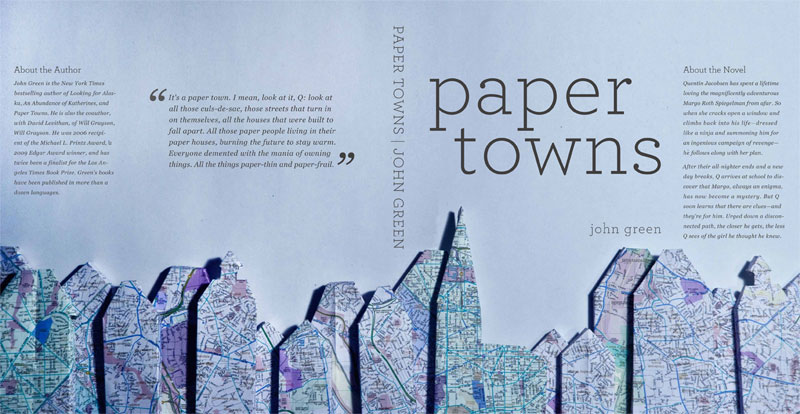 About the Author
John Green is the New York Times
bestselling author of Looking for Alas-
ka, An Abundance of Katherines, and
Paper Towns. He is also the coauthor,
with David Levithan, of Will Grayson,
Will Grayson. He was 2006 recipi-
ent of the Michael L. Printz Award, a
2009 Edgar Award winner, and has
twice been a finalist for the Los An-
geles Times Book Prize. Green's books
have been published in more than a
dozen languages.
“It's a paper town. I mean, look at it, Q: look at
all those culs-de-sac, those streets that turn in
on themselves, all the houses that were built to
fall apart. All those paper people living in their
paper houses, burning the future to stay warm.
Everyone demented with the mania of owning
things. All the things paper-thin and paper-frail.”
PAPER TOWNS | JOHN GREEN
paper
towns
john green
About the Novel
Quentin Jacobsen has spent a lifetime
loving the magnificently adventurous
Margo Roth Spiegelman from afar. So
when she cracks open a window and
climbs back into his life—dressed
like a ninja and summoning him for
an ingenious campaign of revenge—
he follows along with her plan.
After their all-nighter ends and a new
day breaks, Q arrives at school to dis-
cover that Margo, always an enigma,
has now become a mystery. But Q
soon learns that there are clues—and
they're for him. Urged down a discon-
nected path, the closer he gets, the less
Q sees of the girl he thought he knew.